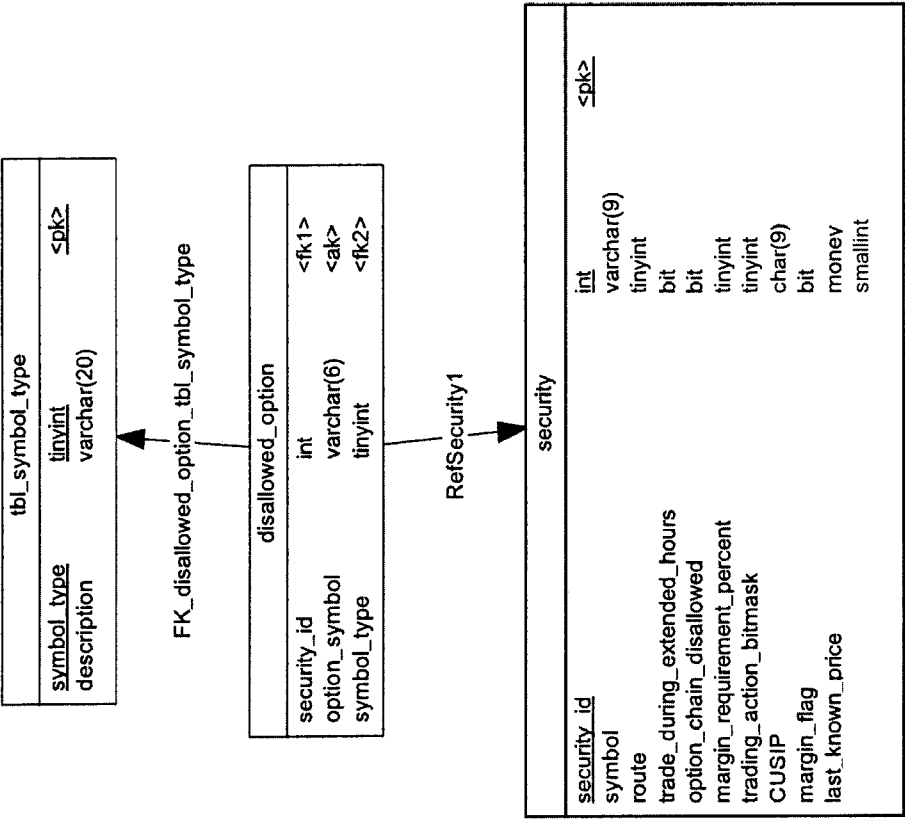 tbl_symbol_type
symbol_type tinyint <pk>
description varchar(20)
FK_disallowed_option_tbl_symbol_type
disallowed_option
security_id int <fk1>
option_symbol varchar(6) <ak>
symbol_type tinyint <fk2>
RefSecurity1
security
security_id int <pk>
symbol varchar(9)
route tinyint
trade_during_extended_hours bit
option_chain_disallowed bit
margin_requirement_percent tinyint
trading_action_bitmask tinyint
CUSIP char(9)
margin_flag bit
last_known_price money
smallint